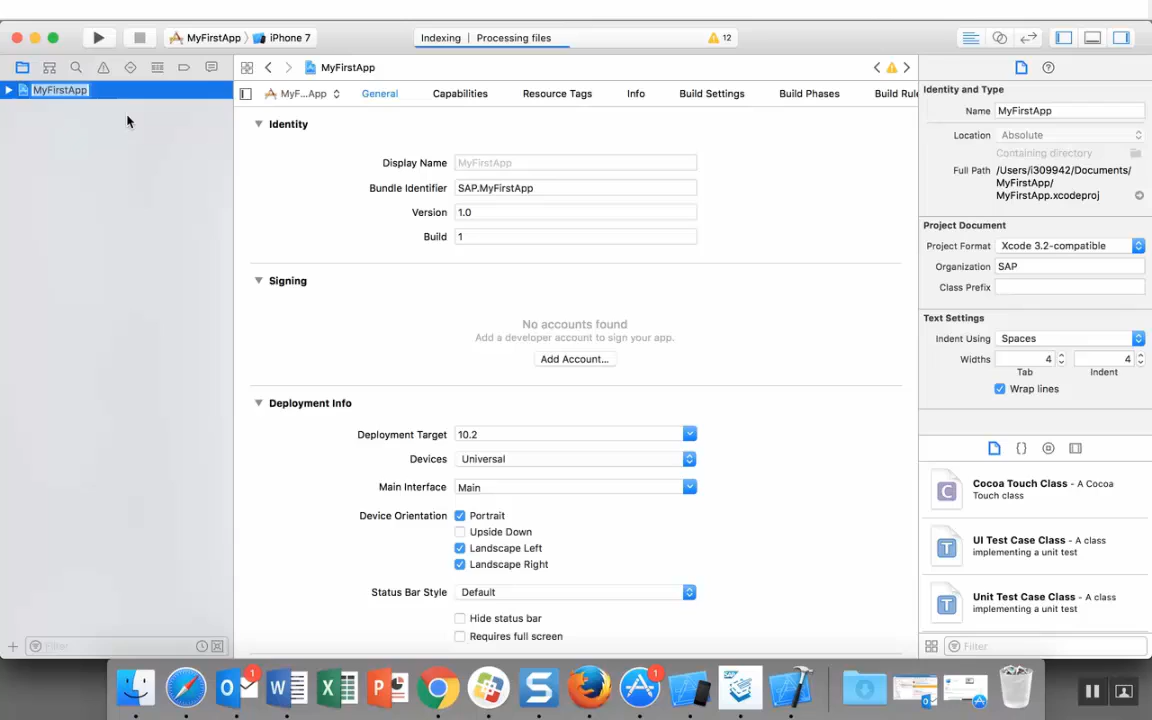 MyFirstApp
iPhone 7
Indexing
Processing files
12
MyFirstApp
MyFirstApp
MyF...App
General
Capabilities
Resource Tags
Info
Build Settings
Build Phases
Build Rul
Identity
Display Name
MyFirstApp
Bundle Identifier
SAP.MyFirstApp
Version
1.0
Build
1
Signing
No accounts found
Add a developer account to sign your app.
Add Account...
Deployment Info
Deployment Target
10.2
Devices
Universal
Main Interface
Main
Device Orientation
Portrait
Upside Down
Landscape Left
Landscape Right
Status Bar Style
Default
Hide status bar
Requires full screen
Identity and Type
Name
MyFirstApp
Location
Absolute
Containing directory
Full Path
/Users/i309942/Documents/
MyFirstApp/
MyFirstApp.xcodeproj
Project Document
Project Format
Xcode 3.2-compatible
Organization
SAP
Class Prefix
Text Settings
Indent Using
Spaces
Widths
4
4
Tab
Indent
Wrap lines
Cocoa Touch Class - A Cocoa
Touch class
UI Test Case Class - A class
implementing a unit test
Unit Test Case Class - A class
implementing a unit test
Filter
Filter
1
1